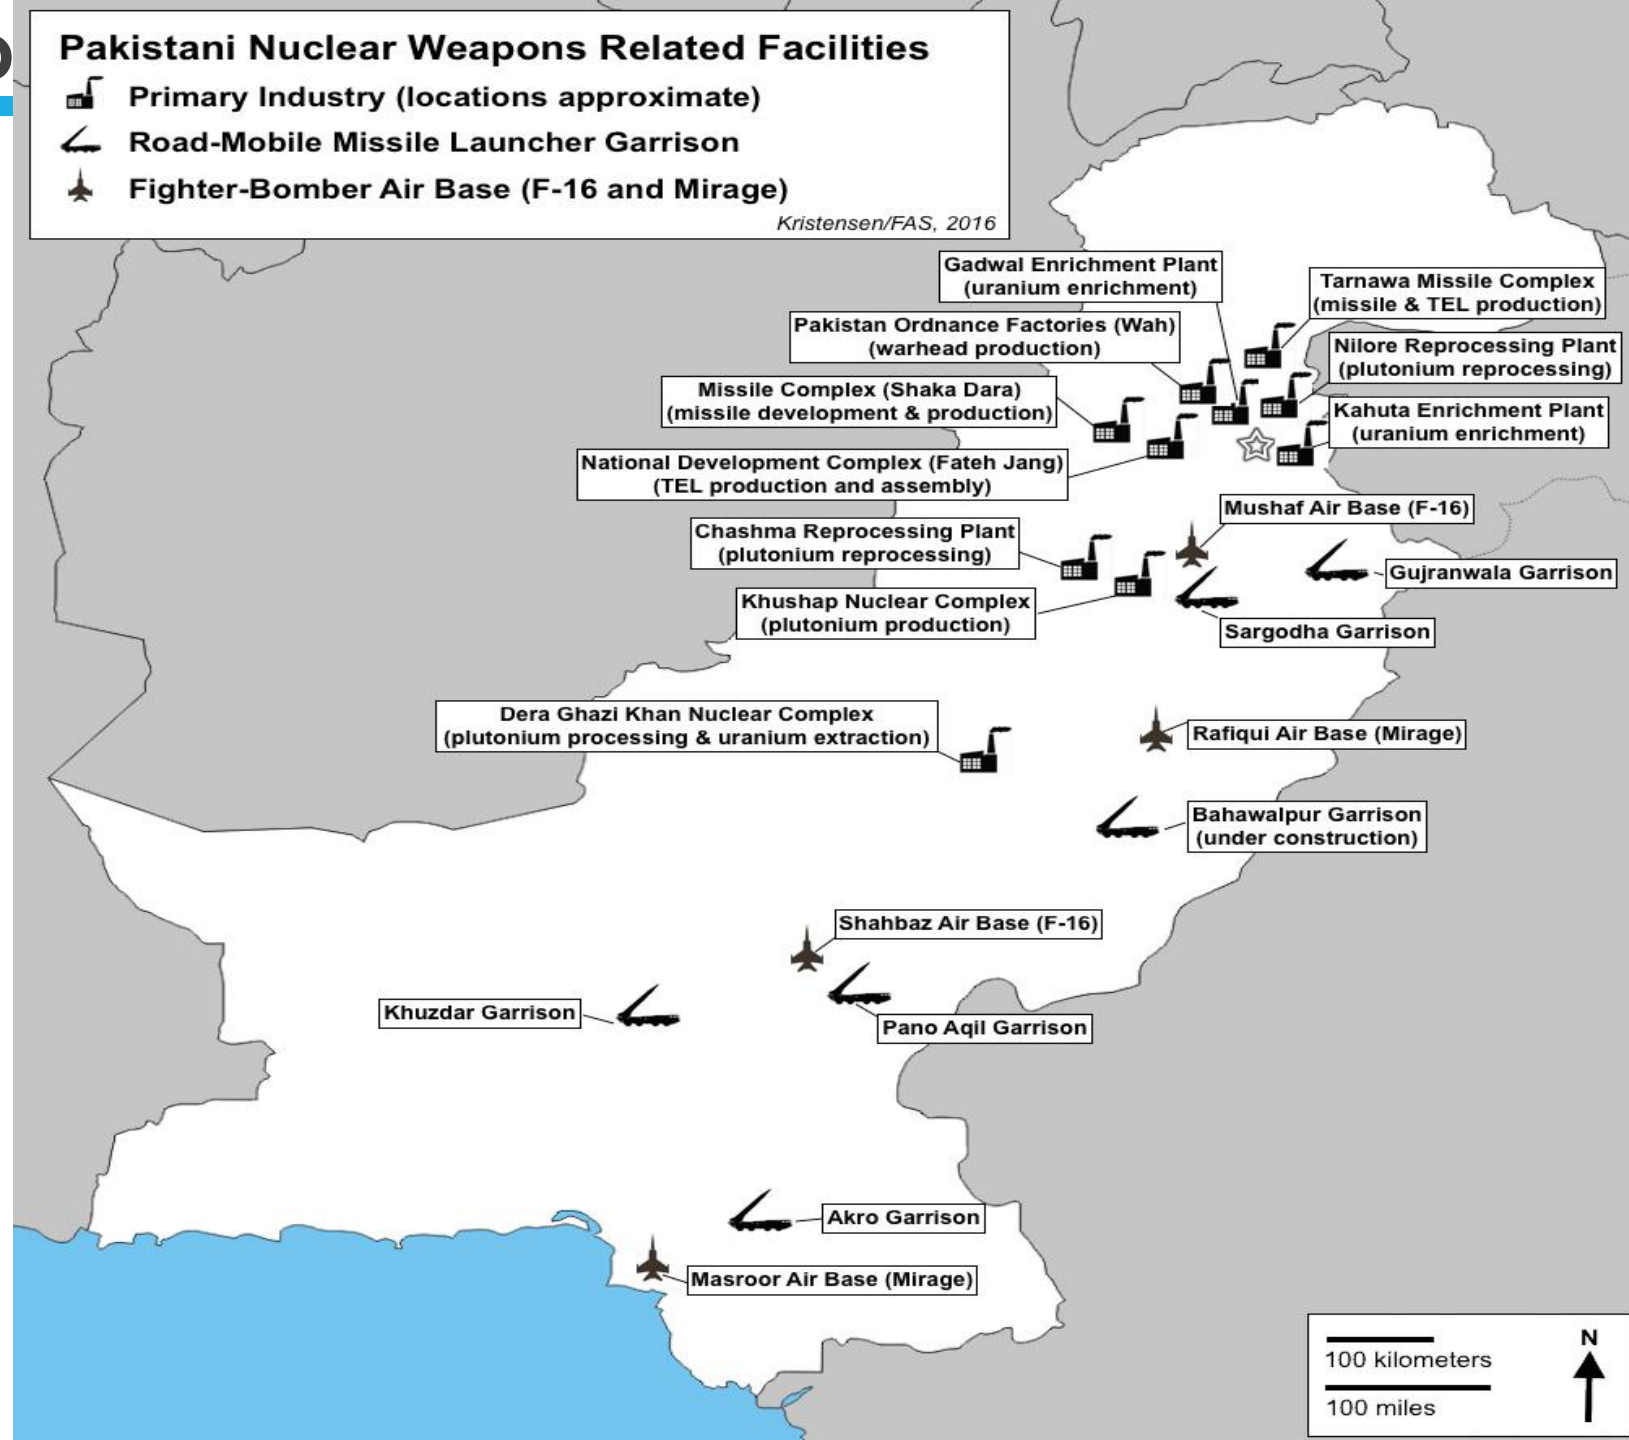 Pakistani Nuclear Weapons Related Facilities
Primary Industry (locations approximate)
Road-Mobile Missile Launcher Garrison
Fighter-Bomber Air Base (F-16 and Mirage)
Kristensen/FAS, 2016
Gadwal Enrichment Plant
(uranium enrichment)
Tarnawa Missile Complex
(missile & TEL production)
Pakistan Ordnance Factories (Wah)
(warhead production)
Nilore Reprocessing Plant
(plutonium reprocessing)
Missile Complex (Shaka Dara)
(missile development & production)
Kahuta Enrichment Plant
(uranium enrichment)
National Development Complex (Fateh Jang)
(TEL production and assembly)
Mushaf Air Base (F-16)
Chashma Reprocessing Plant
(plutonium reprocessing)
Gujranwala Garrison
Khushap Nuclear Complex
(plutonium production)
Sargodha Garrison
Dera Ghazi Khan Nuclear Complex
(plutonium processing & uranium extraction)
Rafiqui Air Base (Mirage)
Bahawalpur Garrison
(under construction)
Shahbaz Air Base (F-16)
Khuzdar Garrison
Pano Aqil Garrison
Akro Garrison
Masroor Air Base (Mirage)
N
100 kilometers
100 miles